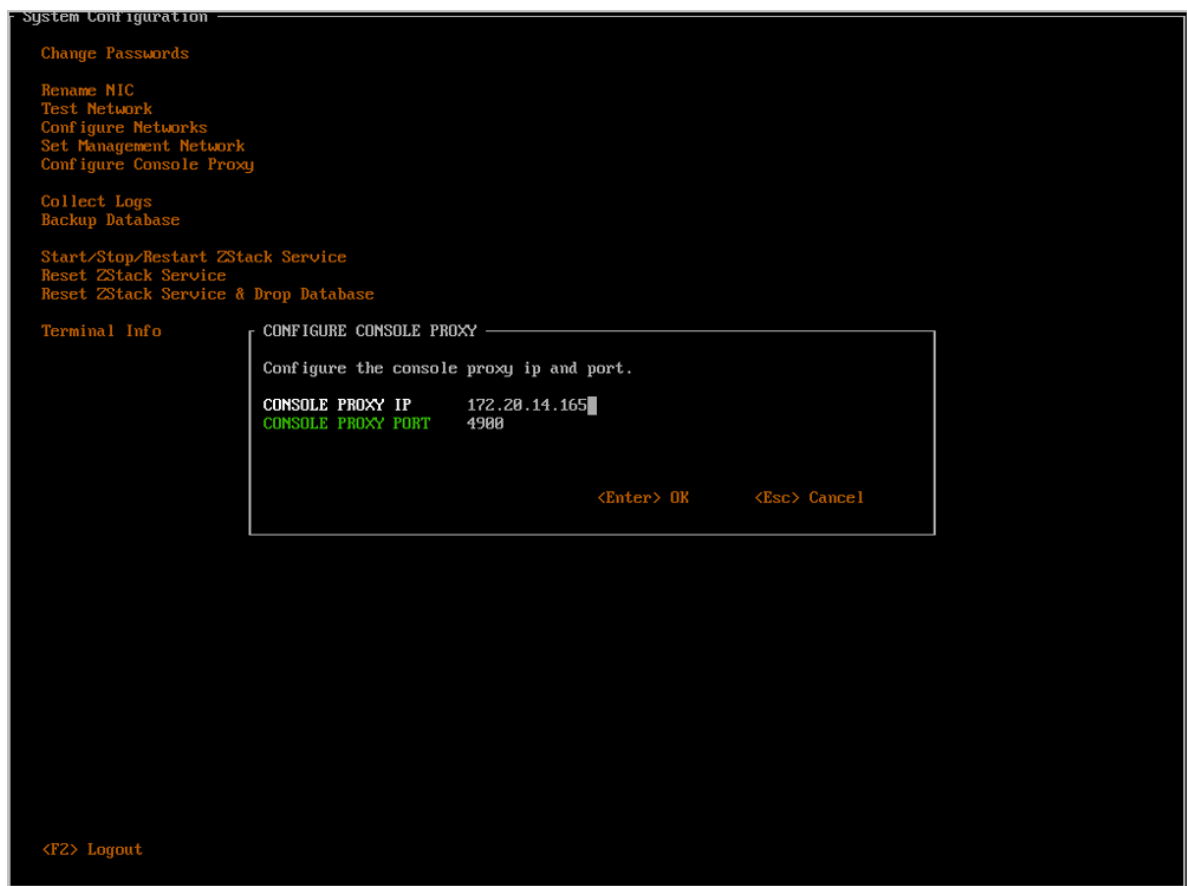 System Configuration
Change Passwords
Rename NIC
Test Network
Configure Networks
Set Management Network
Configure Console Proxy
Collect Logs
Backup Database
Start/Stop/Restart ZStack Service
Reset ZStack Service
Reset ZStack Service & Drop Database
Terminal Info
CONFIGURE CONSOLE PROXY
Configure the console proxy ip and port.
CONSOLE PROXY IP 172.20.14.165
CONSOLE PROXY PORT 4900
<Enter> OK <Esc> Cancel
<F2> Logout